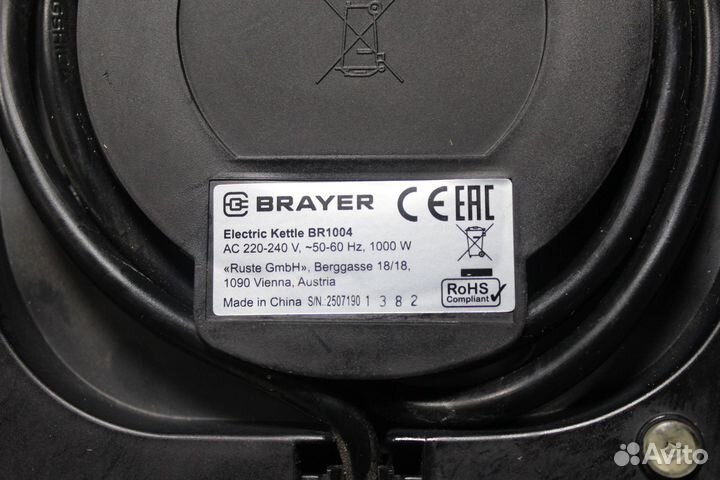 BRAYER CE EAC
Electric Kettle BR1004
AC 220-240 V, ~50-60 Hz, 1000 W
«Ruste GmbH», Berggasse 18/18,
1090 Vienna, Austria
Made in China S/N.:2507190 1 3 8 2
RoHS
Compliant
Avito